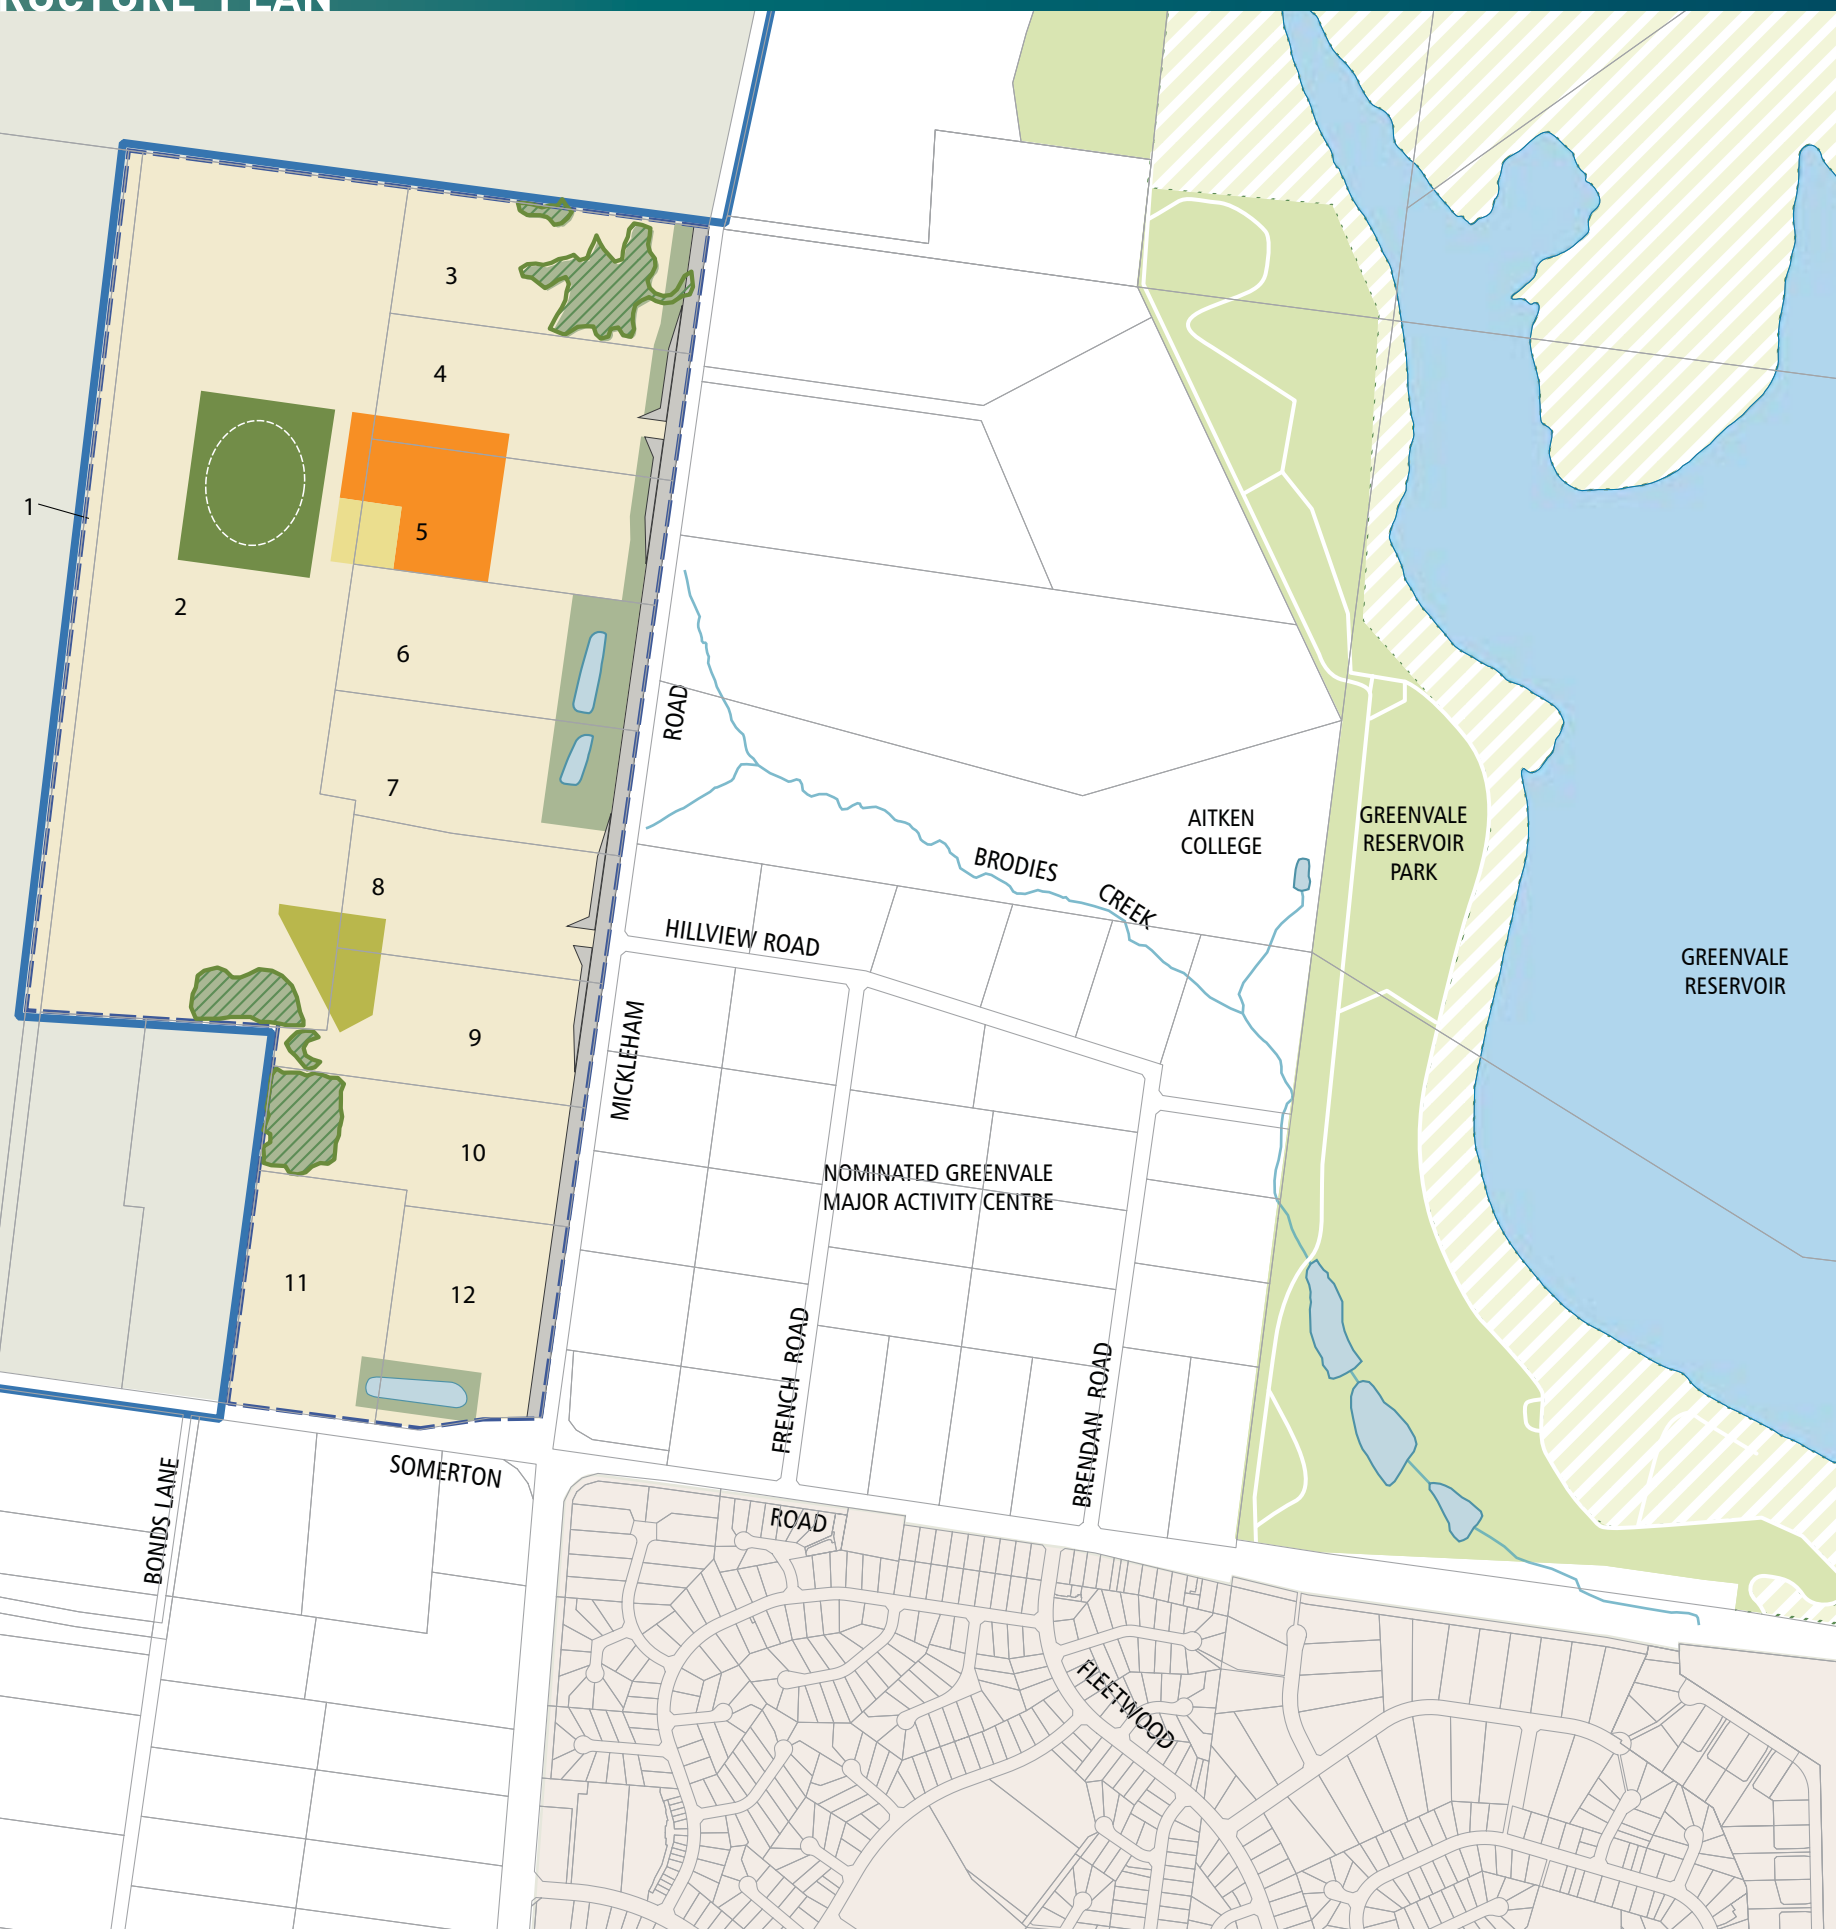 PLAN
3
4
1
5
2
6
ROAD
7
AITKEN
COLLEGE
GREENVALE
RESERVOIR
PARK
BRODIES
CREEK
8
HILLVIEW ROAD
GREENVALE
RESERVOIR
9
MICKLEHAM
10
NOMINATED GREENVALE
MAJOR ACTIVITY CENTRE
11
12
FRENCH ROAD
BRENDAN ROAD
SOMERTON
BONDS LANE
ROAD
FLEETWOOD